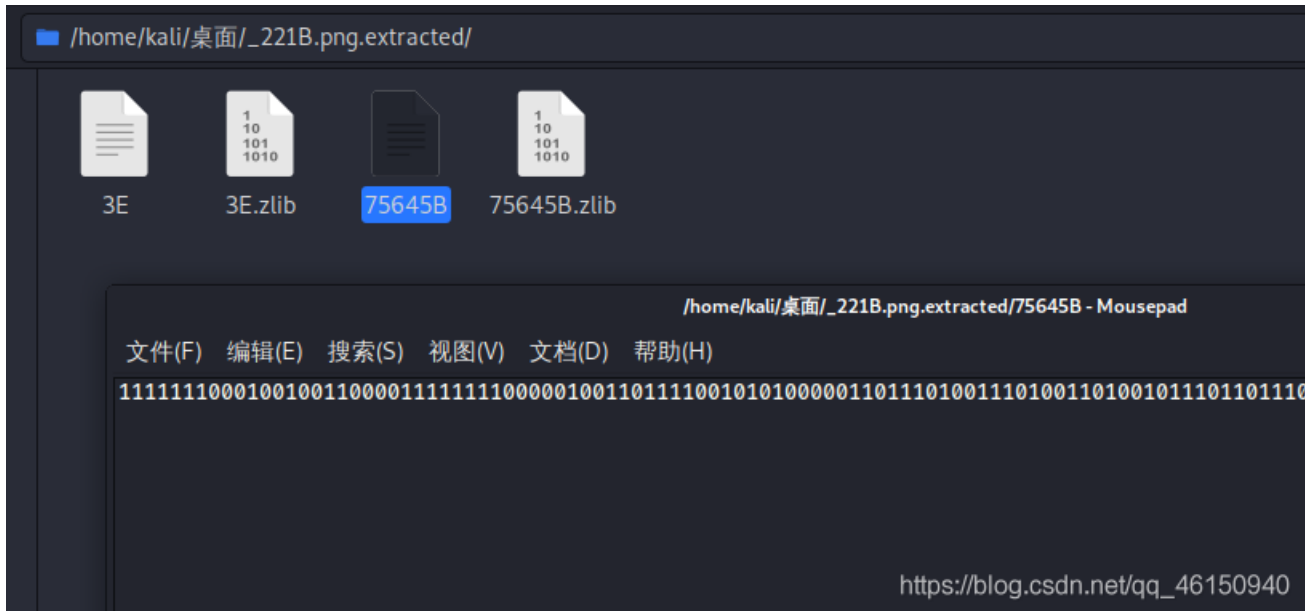 /home/kali/桌面/_221B.png.extracted/
1
10
101
1010
1
10
101
1010
3E
3E.zlib
75645B
75645B.zlib
/home/kali/桌面/_221B.png.extracted/75645B - Mousepad
文件(F) 编辑(E) 搜索(S) 视图(V) 文档(D) 帮助(H)
https://blog.csdn.net/qq_46150940